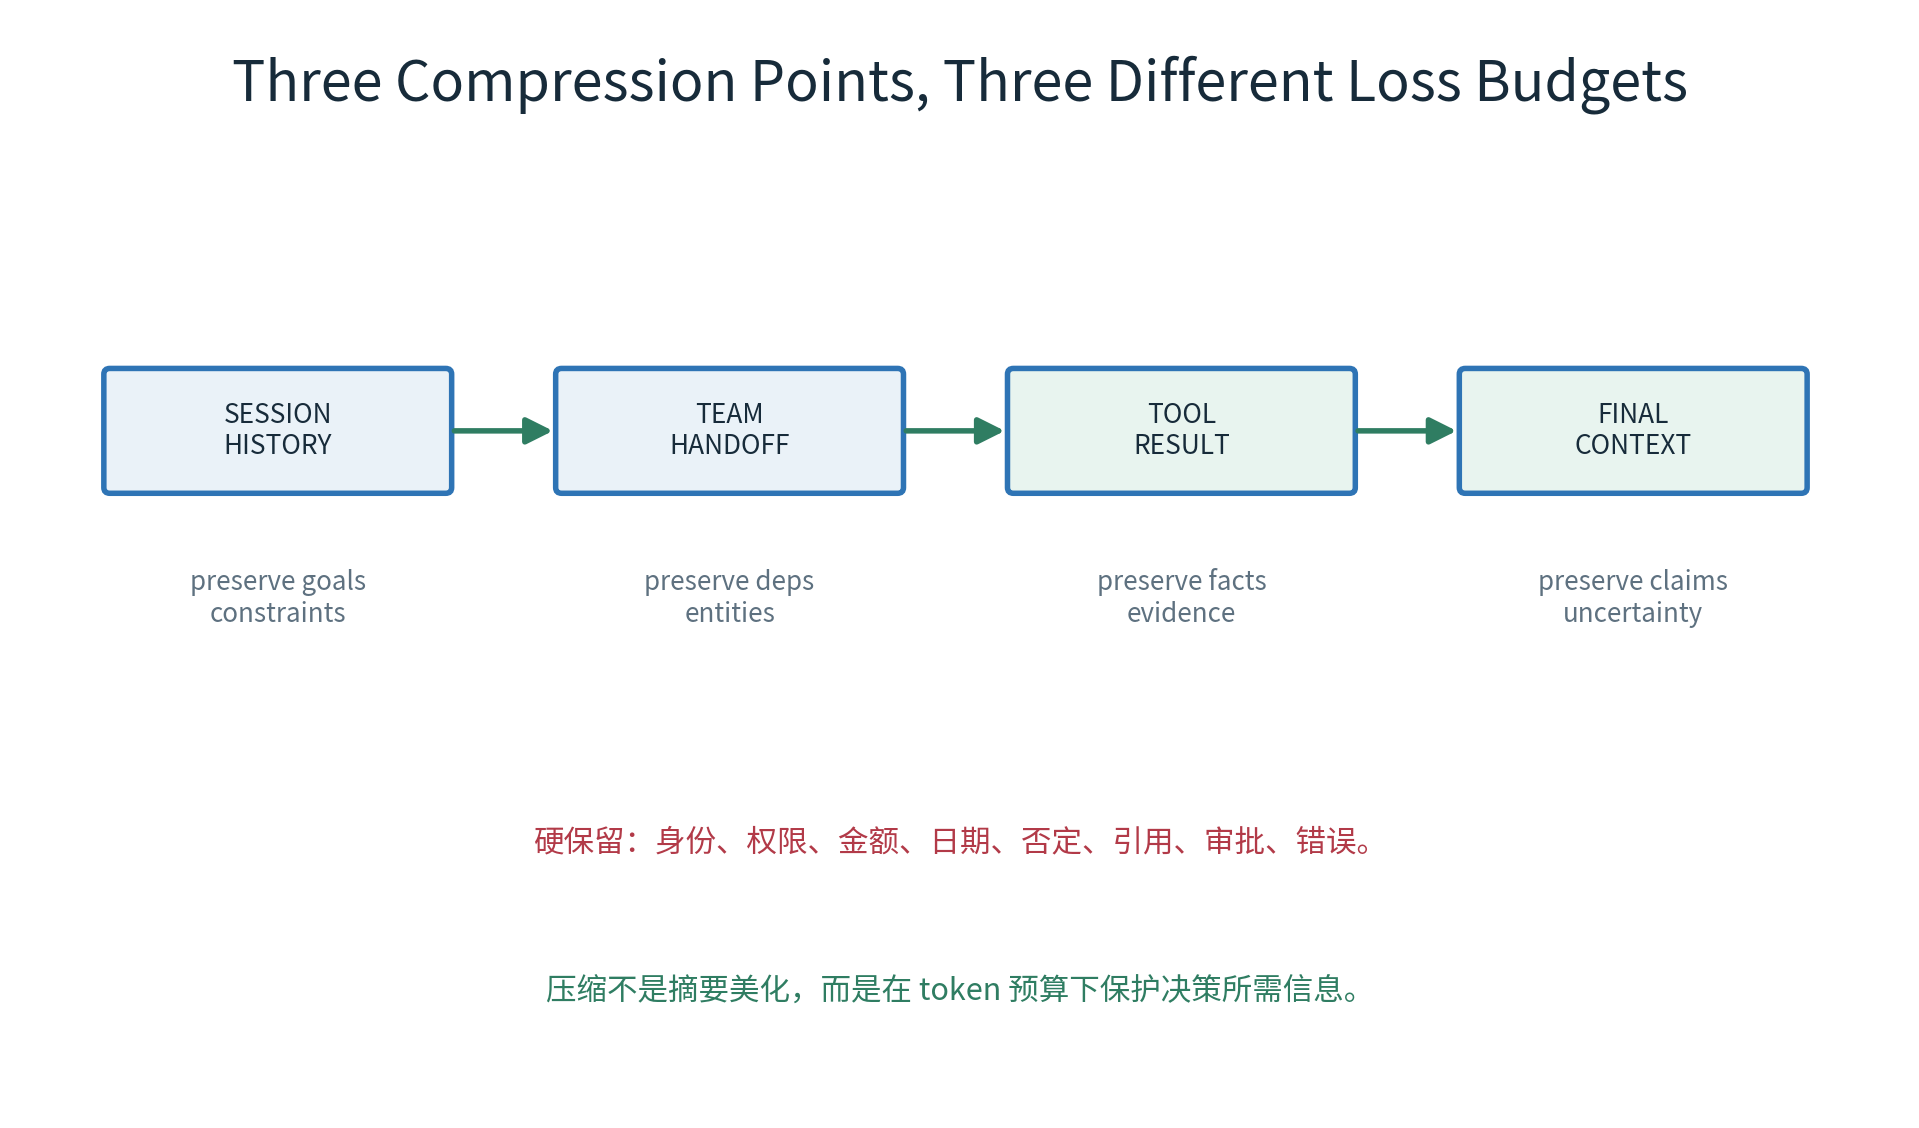 Three Compression Points, Three Different Loss Budgets
SESSION
HISTORY
TEAM
HANDOFF
TOOL
RESULT
FINAL
CONTEXT
preserve goals
constraints
preserve deps
entities
preserve facts
evidence
preserve claims
uncertainty
硬保留：身份、权限、金额、日期、否定、引用、审批、错误。
压缩不是摘要美化，而是在 token 预算下保护决策所需信息。